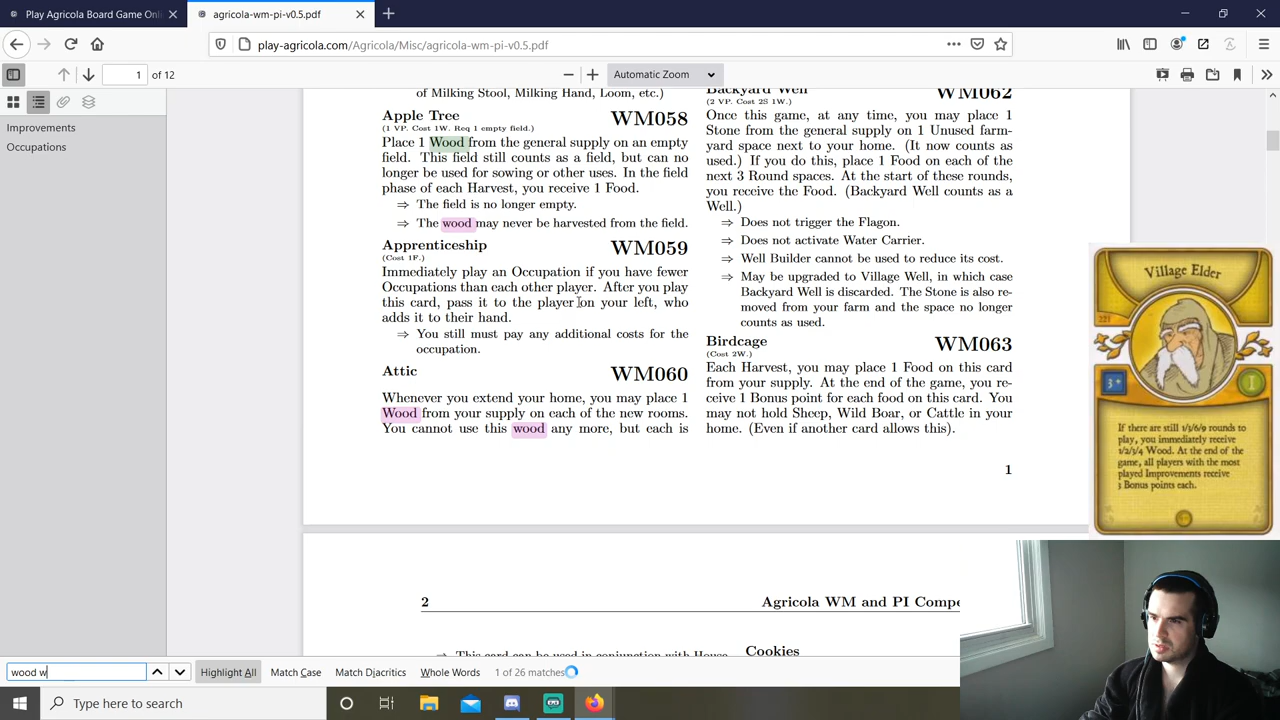 Play Agricola Board Game Onli
agricola-wm-pi-v0.5.pdf
play-agricola.com/Agricola/Misc/agricola-wm-pi-v0.5.pdf
1 of 12
Automatic Zoom
Improvements
Occupations
of Milking Stool, Milking Hand, Loom, etc.)
Apple Tree WM058
(1 VP. Cost 1W. Req 1 empty field.)
Place 1 Wood from the general supply on an empty
field. This field still counts as a field, but can no
longer be used for sowing or other uses. In the field
phase of each Harvest, you receive 1 Food.
⇒ The field is no longer empty.
⇒ The wood may never be harvested from the field.
Apprenticeship WM059
(Cost 1F.)
Immediately play an Occupation if you have fewer
Occupations than each other player. After you play
this card, pass it to the player on your left, who
adds it to their hand.
⇒ You still must pay any additional costs for the
occupation.
Attic WM060
Whenever you extend your home, you may place 1
Wood from your supply on each of the new rooms.
You cannot use this wood any more, but each is
Backyard Well WM062
(2 VP. Cost 2S 1W.)
Once this game, at any time, you may place 1
Stone from the general supply on 1 Unused farm-
yard space next to your home. (It now counts as
used.) If you do this, place 1 Food on each of the
next 3 Round spaces. At the start of these rounds,
you receive the Food. (Backyard Well counts as a
Well.)
⇒ Does not trigger the Flagon.
⇒ Does not activate Water Carrier.
⇒ Well Builder cannot be used to reduce its cost.
⇒ May be upgraded to Village Well, in which case
Backyard Well is discarded. The Stone is also re-
moved from your farm and the space no longer
counts as used.
Birdcage WM063
(Cost 2W.)
Each Harvest, you may place 1 Food on this card
from your supply. At the end of the game, you re-
ceive 1 Bonus point for each food on this card. You
may not hold Sheep, Wild Boar, or Cattle in your
home. (Even if another card allows this).
1
2 Agricola WM and PI Compe
⇒ This card can be used in conjunction with House
Cookies
Village Elder
221
3+
1
If there are still 1/3/6/9 rounds to
play, you immediately receive
1/2/3/4 Wood. At the end of the
game, all players with the most
played Improvements receive
3 Bonus points each.
wood w
Highlight All
Match Case
Match Diacritics
Whole Words
1 of 26 matches
Type here to search